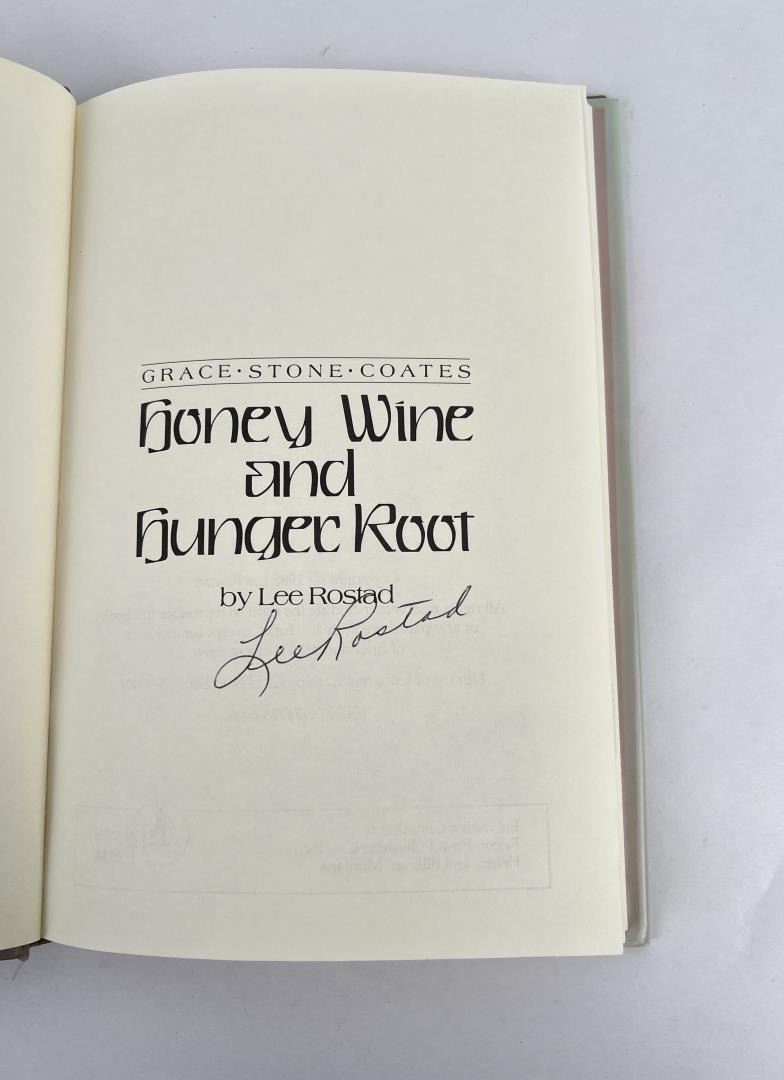 GRACE • STONE • COATES
Honey Wine
and
Hunger Root
by Lee Rostad
Lee Rostad